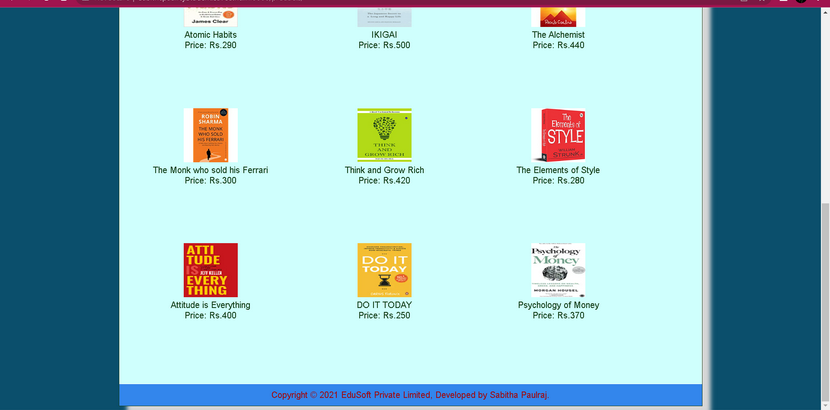 James Clear
Atomic Habits
Price: Rs.290
IKIGAI
Price: Rs.500
The Alchemist
Price: Rs.440
ROBIN
SHARMA
THE MONK
WHO SOLD
HIS FERRARI
The Monk who sold his Ferrari
Price: Rs.300
THINK
AND
GROW RICH
Think and Grow Rich
Price: Rs.420
The
Elements of
STYLE
The Elements of Style
Price: Rs.280
ATTI
TUDE
IS JEFF KELLER
EVERY
THING
Attitude is Everything
Price: Rs.400
DO IT
TODAY
DO IT TODAY
Price: Rs.250
The
Psychology
of Money
MORGAN HOUSEL
Psychology of Money
Price: Rs.370
Copyright © 2021 EduSoft Private Limited, Developed by Sabitha Paulraj.